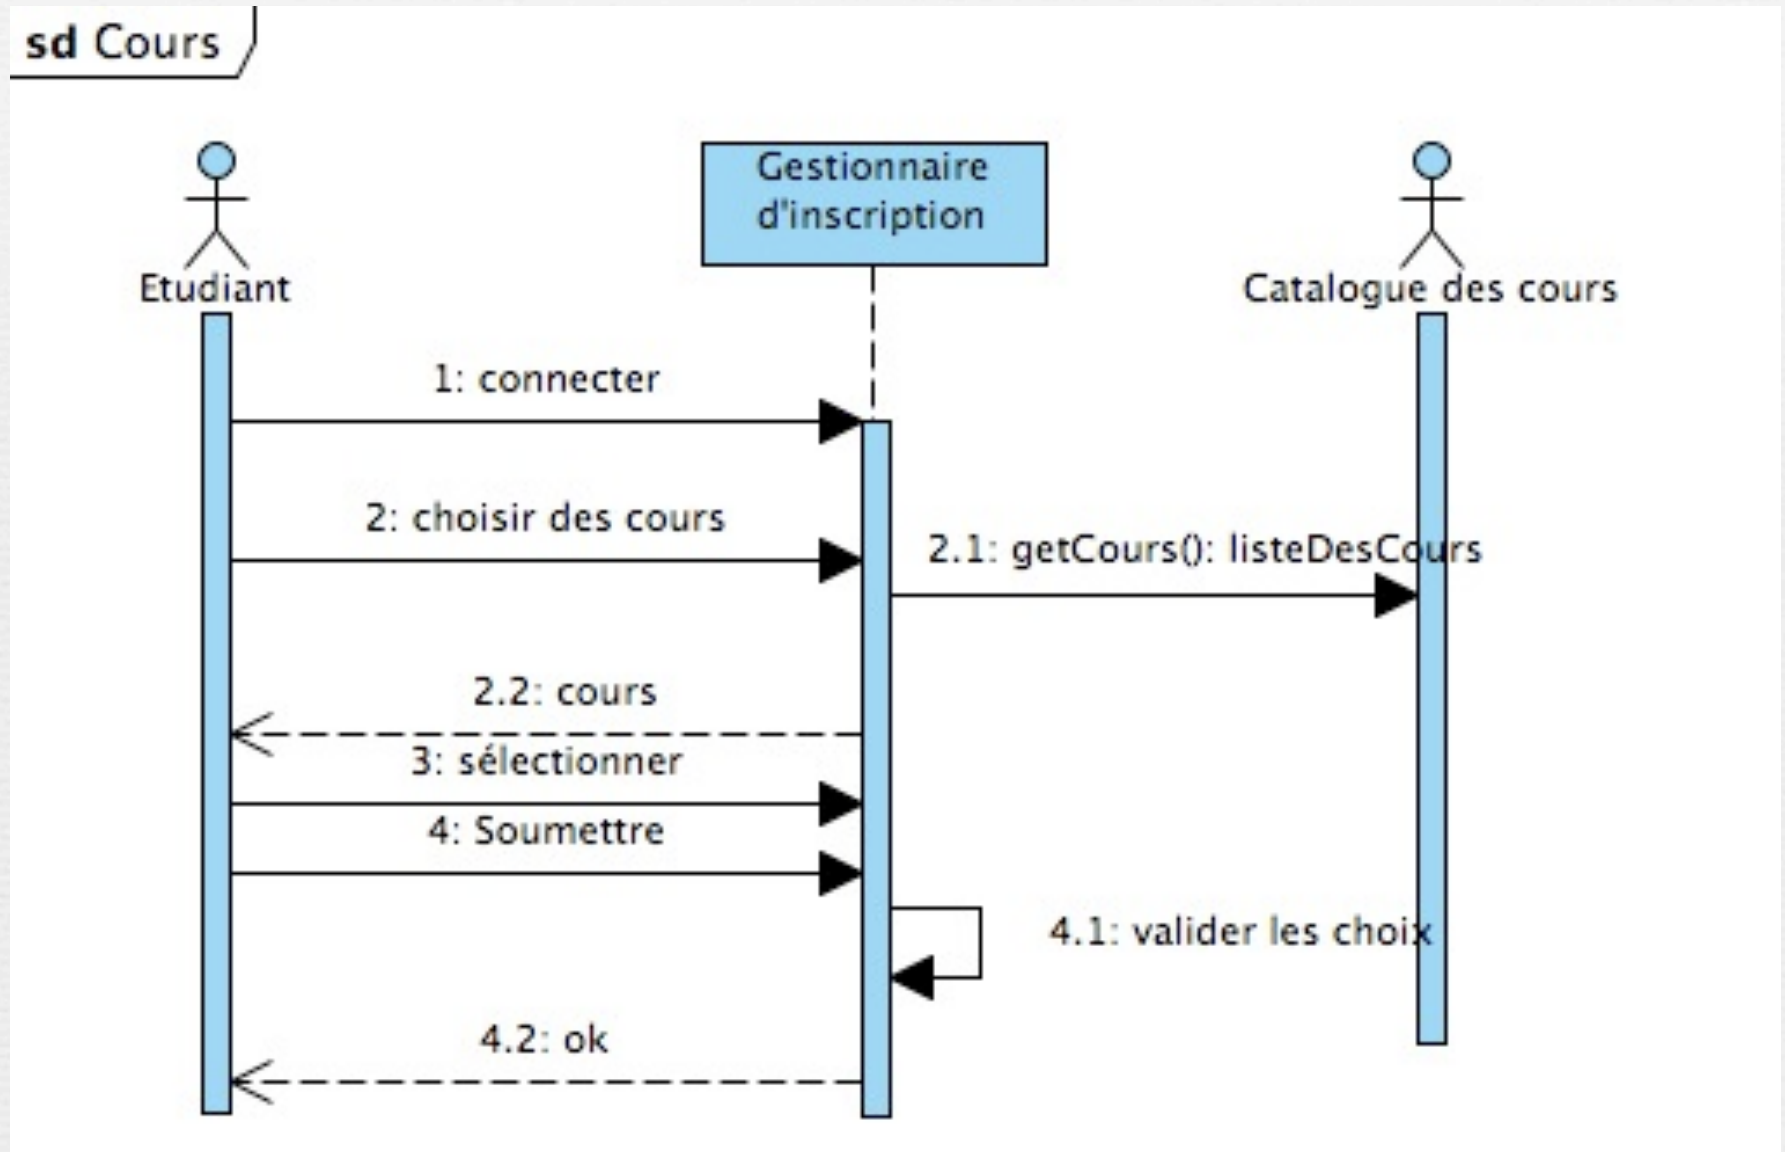 sd Cours
Gestionnaire
d'inscription
Etudiant
Catalogue des cours
1: connecter
2: choisir des cours
2.1: getCours(): listeDesCours
2.2: cours
3: sélectionner
4: Soumettre
4.1: valider les choix
4.2: ok